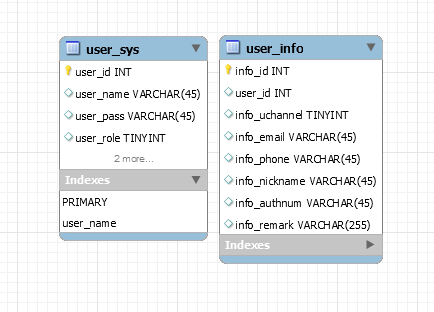 user_sys
user_id INT
user_name VARCHAR(45)
user_pass VARCHAR(45)
user_role TINYINT
2 more...
Indexes
PRIMARY
user_name
user_info
info_id INT
user_id INT
info_uchannel TINYINT
info_email VARCHAR(45)
info_phone VARCHAR(45)
info_nickname VARCHAR(45)
info_authnum VARCHAR(45)
info_remark VARCHAR(255)
Indexes